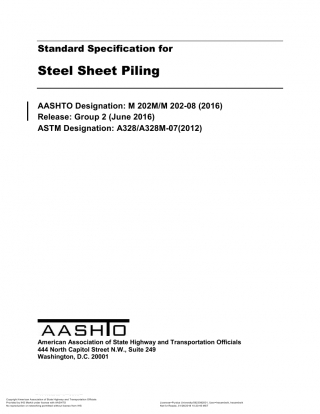 Standard Specification for
Steel Sheet Piling
AASHTO Designation: M 202M/M 202-08 (2016)
Release: Group 2 (June 2016)
ASTM Designation: A328/A328M-07(2012)
AASHTO
American Association of State Highway and Transportation Officials
444 North Capitol Street N.W., Suite 249
Washington, D.C. 20001